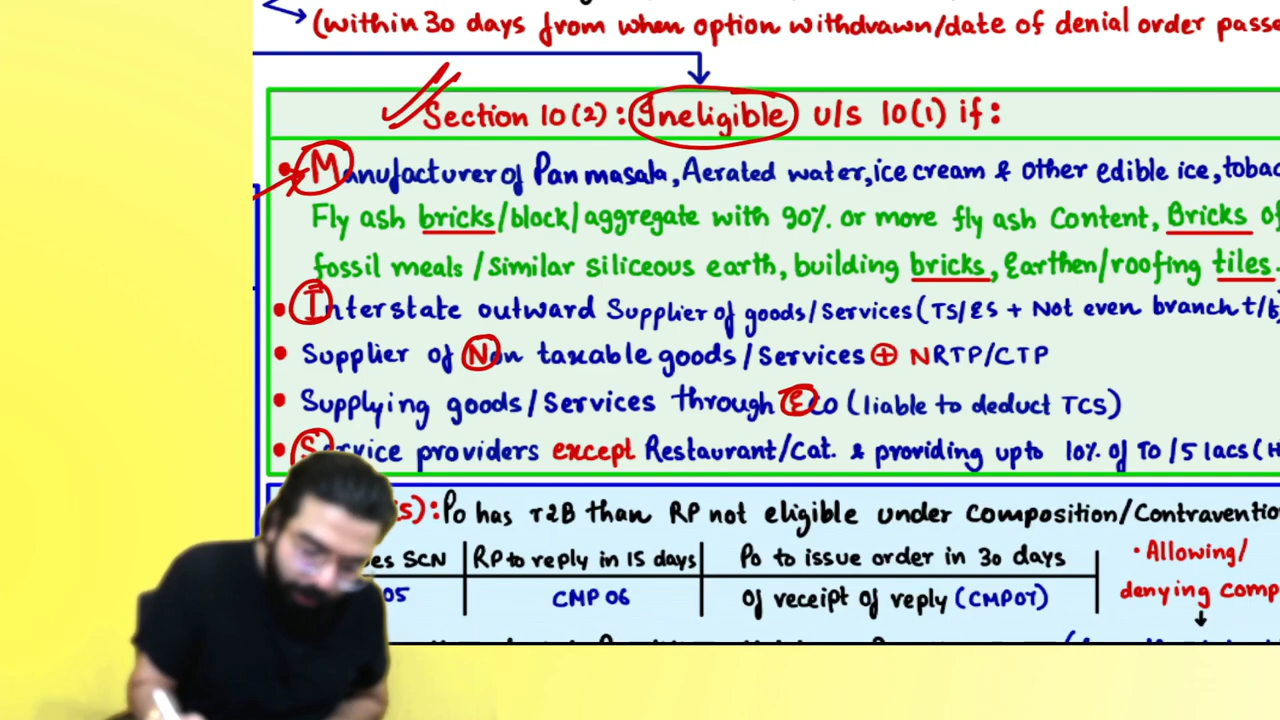 (within 30 days from when option withdrawn/date of denial order passe
Section 10(2): Ineligible u/s 10(1) if:
• Manufacturer of Pan masala, Aerated water, ice cream & other edible ice, tobac
Fly ash bricks/block/aggregate with 90% or more fly ash Content, Bricks of
fossil meals / Similar siliceous earth, building bricks, Earthen/roofing tiles.
• Interstate outward Supplier of goods/Services (TS/ES + Not even branch t/b
• Supplier of Non taxable goods/Services ⊕ NRTP/CTP
• Supplying goods/Services through ECO (liable to deduct TCS)
• Service providers except Restaurant/Cat. & providing upto 10% of To /5 lacs (H
s): Po has r2B than RP not eligible under Composition/Contraventio
es SCN RP to reply in 15 days Po to issue order in 30 days • Allowing/
05 CMP 06 of receipt of reply (CMP07) denying comp